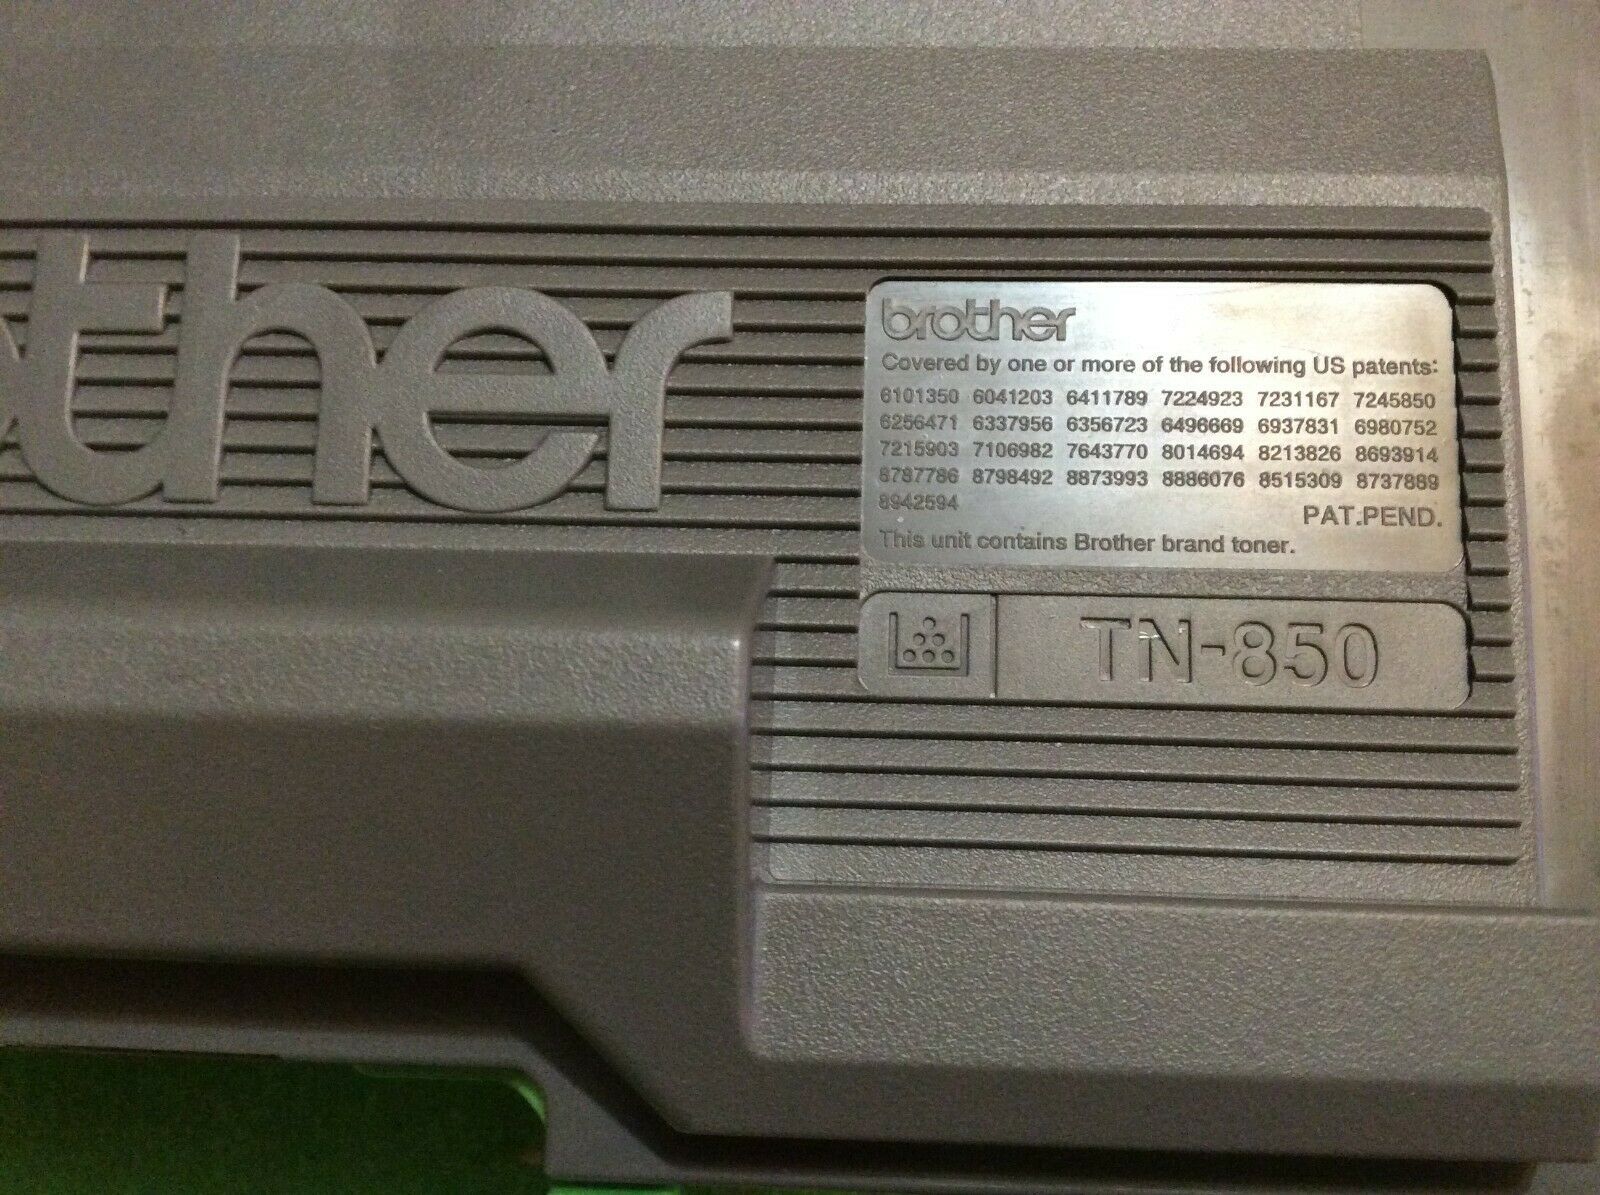 other
brother
Covered by one or more of the following US patents:
6101350 6041203 6411789 7224923 7231167 7245850
6256471 6337956 6356723 6496669 6937831 6980752
7215903 7106982 7643770 8014694 8213826 8693914
8787786 8798492 8873993 8886076 8515309 8737889
8942594 PAT.PEND.
This unit contains Brother brand toner.
TN-850